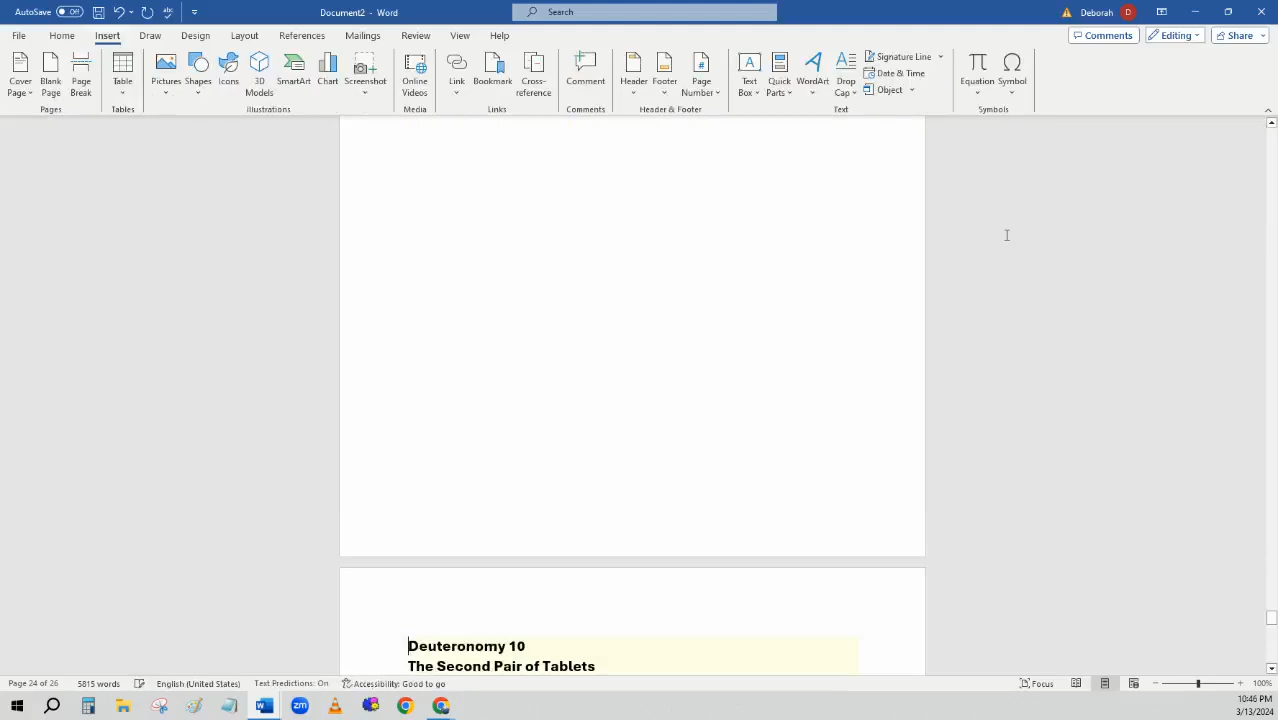 AutoSave Off Document2 - Word Search Deborah D
File Home Insert Draw Design Layout References Mailings Review View Help Comments Editing Share
Cover Page Blank Page Page Break Table Pictures Shapes Icons 3D Models SmartArt Chart Screenshot Online Videos Link Bookmark Cross-reference Comment Header Footer Page Number Text Box Quick Parts WordArt Drop Cap Signature Line Date & Time Object Equation Symbol
Pages Tables Illustrations Media Links Comments Header & Footer Text Symbols
Deuteronomy 10
The Second Pair of Tablets
Page 24 of 26 5815 words English (United States) Text Predictions: On Accessibility: Good to go Focus 100%
zm 10:46 PM
3/13/2024